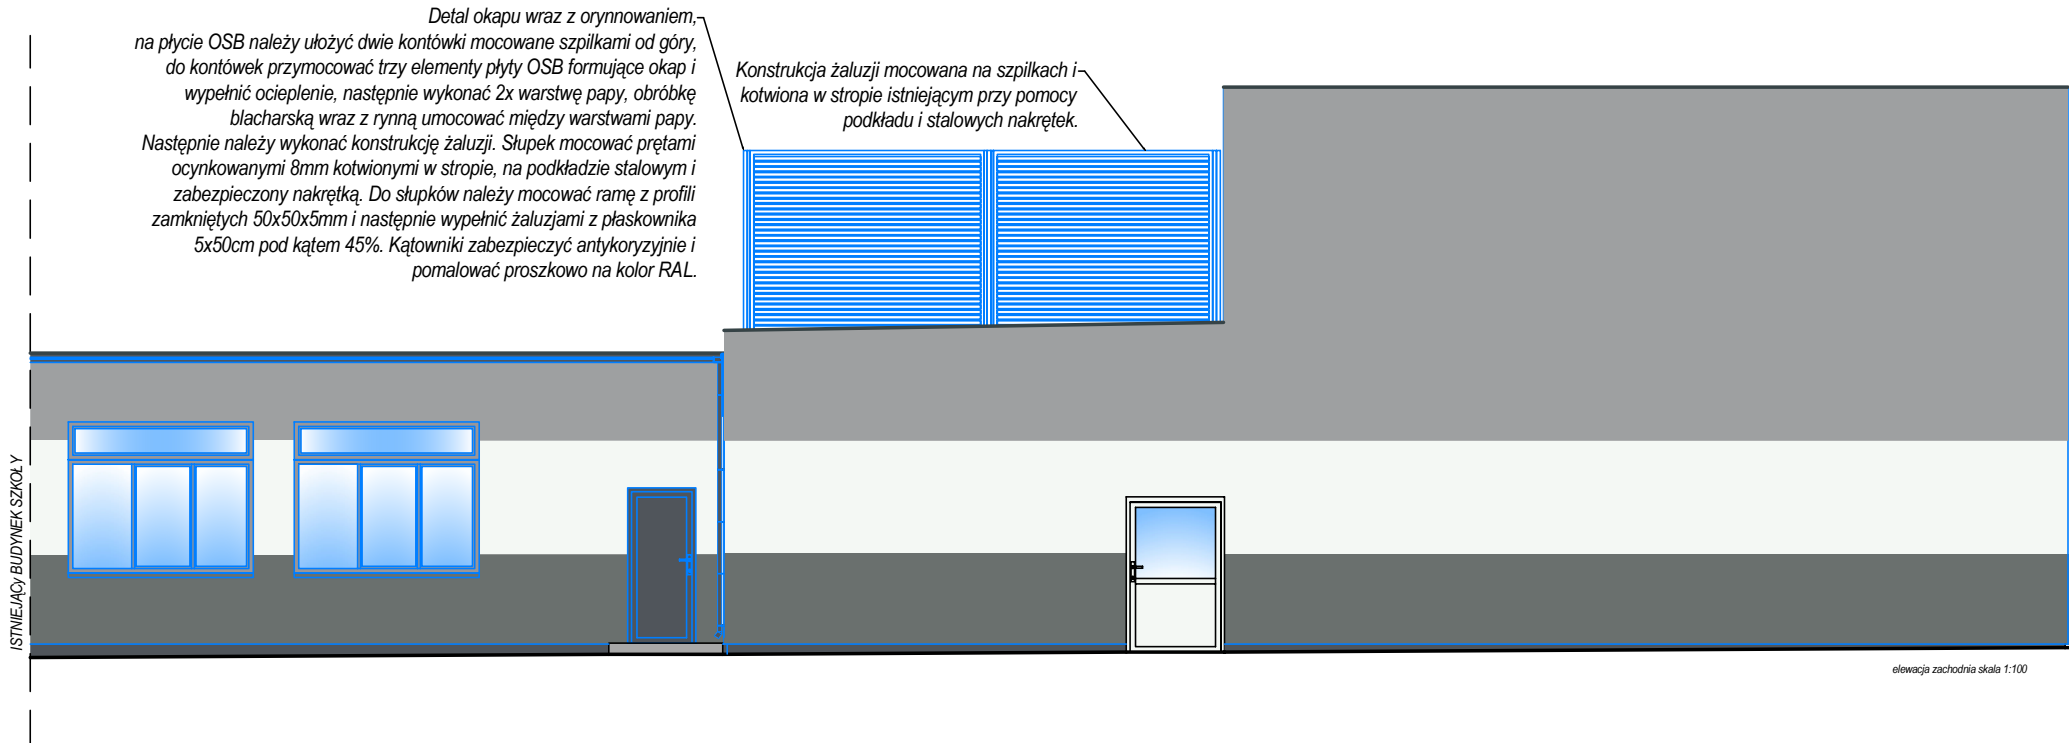 Detal okapu wraz z orynnowaniem,
na płycie OSB należy ułożyć dwie kontówki mocowane szpilkami od góry,
do kontówek przymocować trzy elementy płyty OSB formujące okap i
wypełnić ocieplenie, następnie wykonać 2x warstwę papy, obróbkę
blacharską wraz z rynną umocować między warstwami papy.
Następnie należy wykonać konstrukcję żaluzji. Słupek mocować prętami
ocynkowanymi 8mm kotwionymi w stropie, na podkładzie stalowym i
zabezpieczony nakrętką. Do słupków należy mocować ramę z profili
zamkniętych 50x50x5mm i następnie wypełnić żaluzjami z płaskownika
5x50cm pod kątem 45%. Kątowniki zabezpieczyć antykoryzyjnie i
pomalować proszkowo na kolor RAL.
Konstrukcja żaluzji mocowana na szpilkach i
kotwiona w stropie istniejącym przy pomocy
podkładu i stalowych nakrętek.
ISTNIEJĄCy BUDYNEK SZKOŁY
elewacja zachodnia skala 1:100